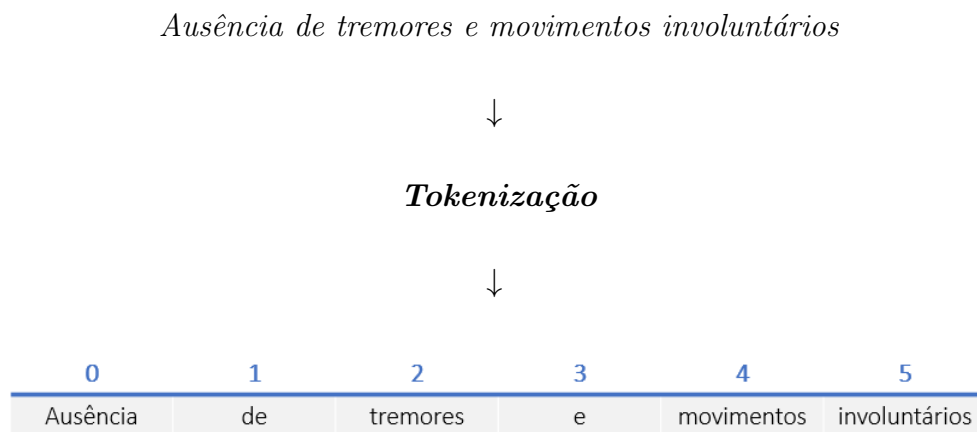 Ausência de tremores e movimentos involuntários
↓
Tokenização
↓
0 1 2 3 4 5
Ausência de tremores e movimentos involuntários